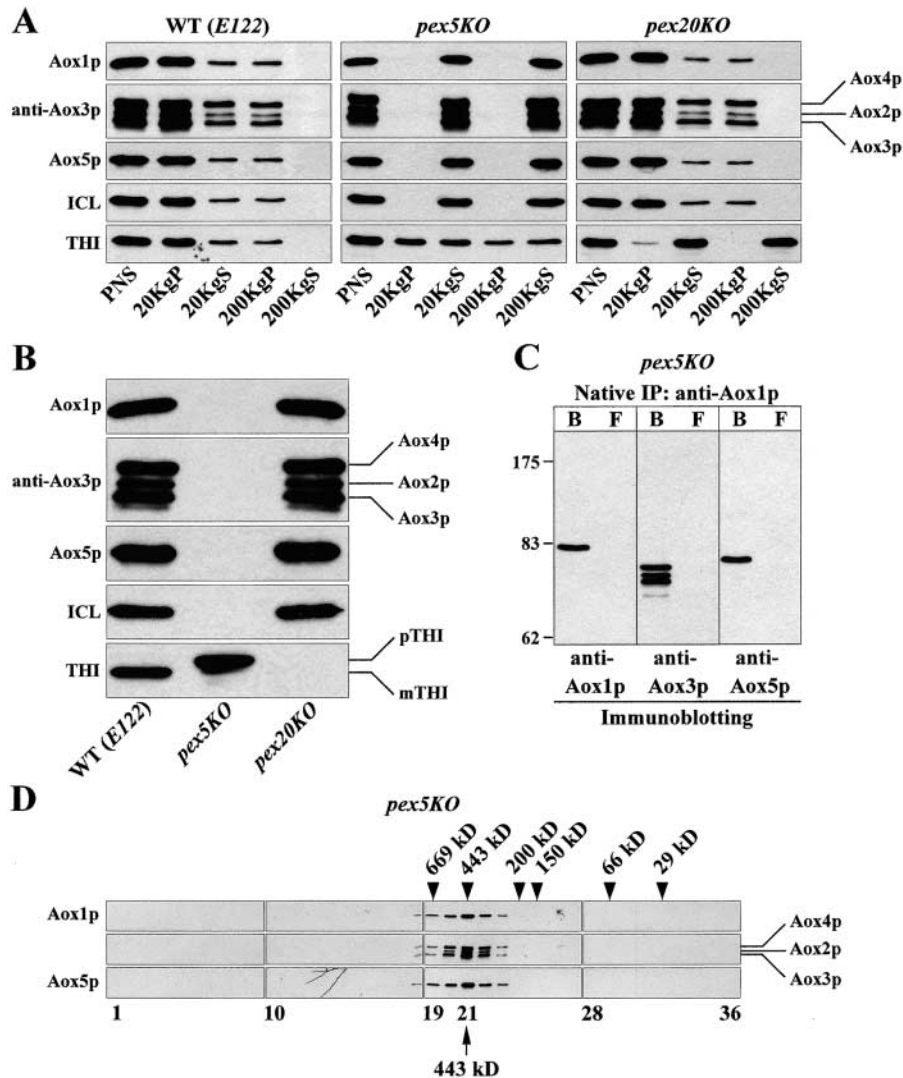 A
WT (E122) pex5KO pex20KO
Aox1p
anti-Aox3p
Aox5p
ICL
THI
Aox4p
Aox2p
Aox3p
PNS 20KgP 20KgS 200KgP 200KgS PNS 20KgP 20KgS 200KgP 200KgS PNS 20KgP 20KgS 200KgP 200KgS
B
Aox1p
anti-Aox3p
Aox5p
ICL
THI
Aox4p
Aox2p
Aox3p
pTHI
mTHI
WT (E122) pex5KO pex20KO
C
pex5KO
Native IP: anti-Aox1p
B F B F B F
175
83
62
anti- anti- anti-
Aox1p Aox3p Aox5p
Immunoblotting
D
pex5KO
669 kD 443 kD 200 kD 150 kD 66 kD 29 kD
Aox1p
Aox5p
Aox4p
Aox2p
Aox3p
1 10 19 21 28 36
443 kD